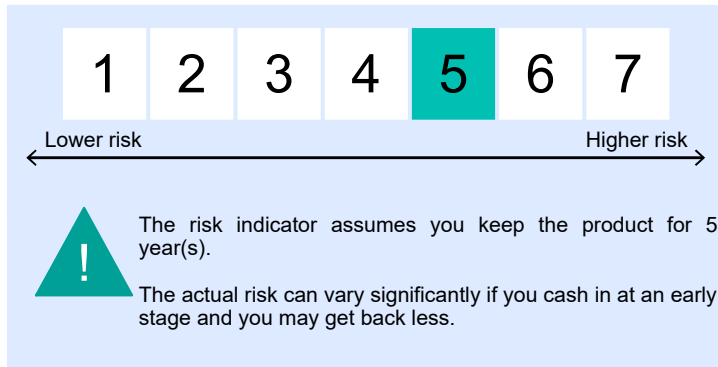 1 2 3 4 5 6 7
Lower risk Higher risk
!
The risk indicator assumes you keep the product for 5
year(s).
The actual risk can vary significantly if you cash in at an early
stage and you may get back less.